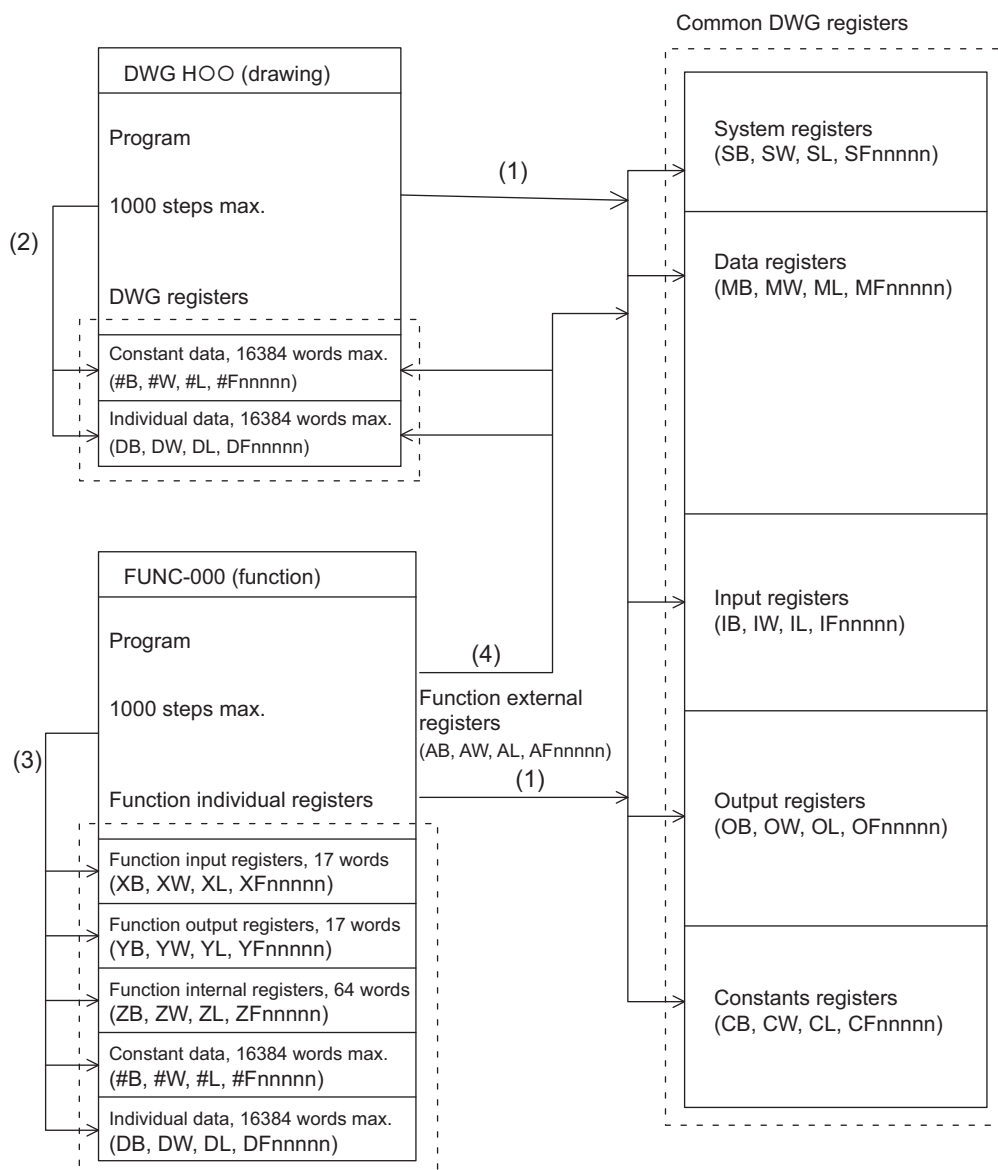 Common DWG registers
DWG H○○ (drawing)
Program
1000 steps max.
DWG registers
Constant data, 16384 words max.
(#B, #W, #L, #Fnnnnn)
Individual data, 16384 words max.
(DB, DW, DL, DFnnnnn)
(1)
(2)
System registers
(SB, SW, SL, SFnnnnn)
Data registers
(MB, MW, ML, MFnnnnn)
Input registers
(IB, IW, IL, IFnnnnn)
Output registers
(OB, OW, OL, OFnnnnn)
Constants registers
(CB, CW, CL, CFnnnnn)
FUNC-000 (function)
Program
1000 steps max.
Function individual registers
(3)
(4)
Function external
registers
(AB, AW, AL, AFnnnnn)
(1)
Function input registers, 17 words
(XB, XW, XL, XFnnnnn)
Function output registers, 17 words
(YB, YW, YL, YFnnnnn)
Function internal registers, 64 words
(ZB, ZW, ZL, ZFnnnnn)
Constant data, 16384 words max.
(#B, #W, #L, #Fnnnnn)
Individual data, 16384 words max.
(DB, DW, DL, DFnnnnn)